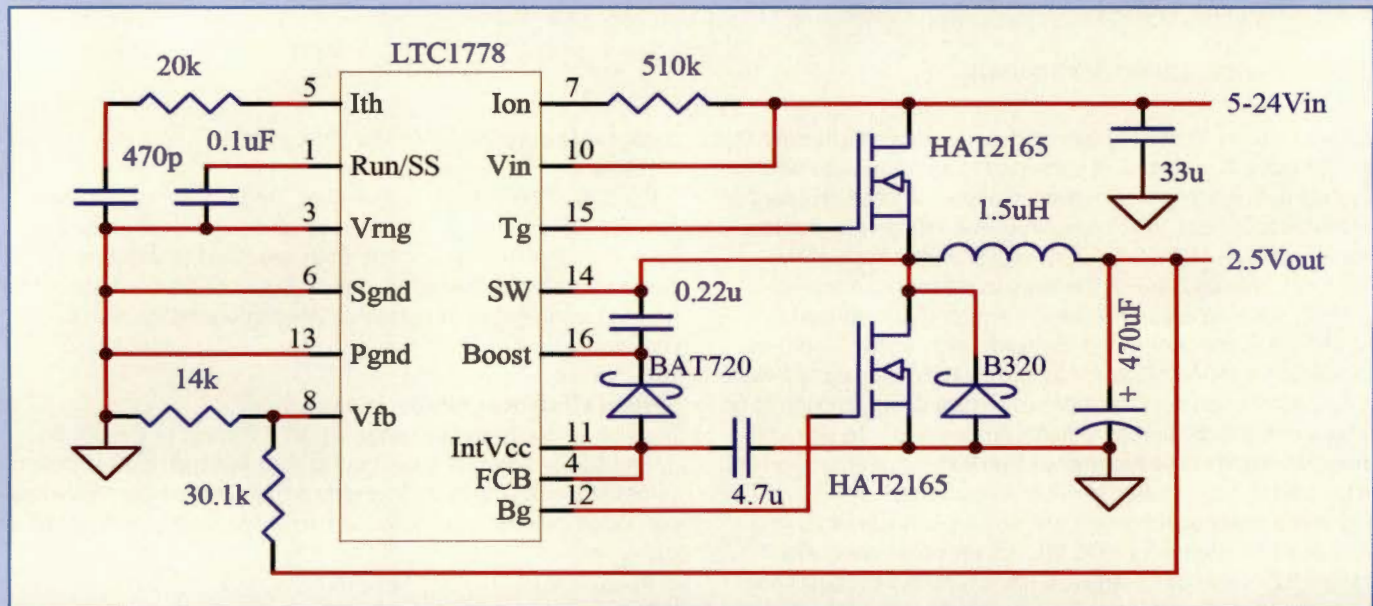 LTC1778
20k
5
Ith
Ion
7
510k
5-24Vin
470p
0.1uF
1
Run/SS
Vin
10
HAT2165
33u
3
Vrng
Tg
15
1.5uH
6
Sgnd
SW
14
0.22u
2.5Vout
13
Pgnd
Boost
16
BAT720
B320
470uF
+
14k
8
Vfb
IntVcc
11
FCB
4
4.7u
HAT2165
30.1k
Bg
12